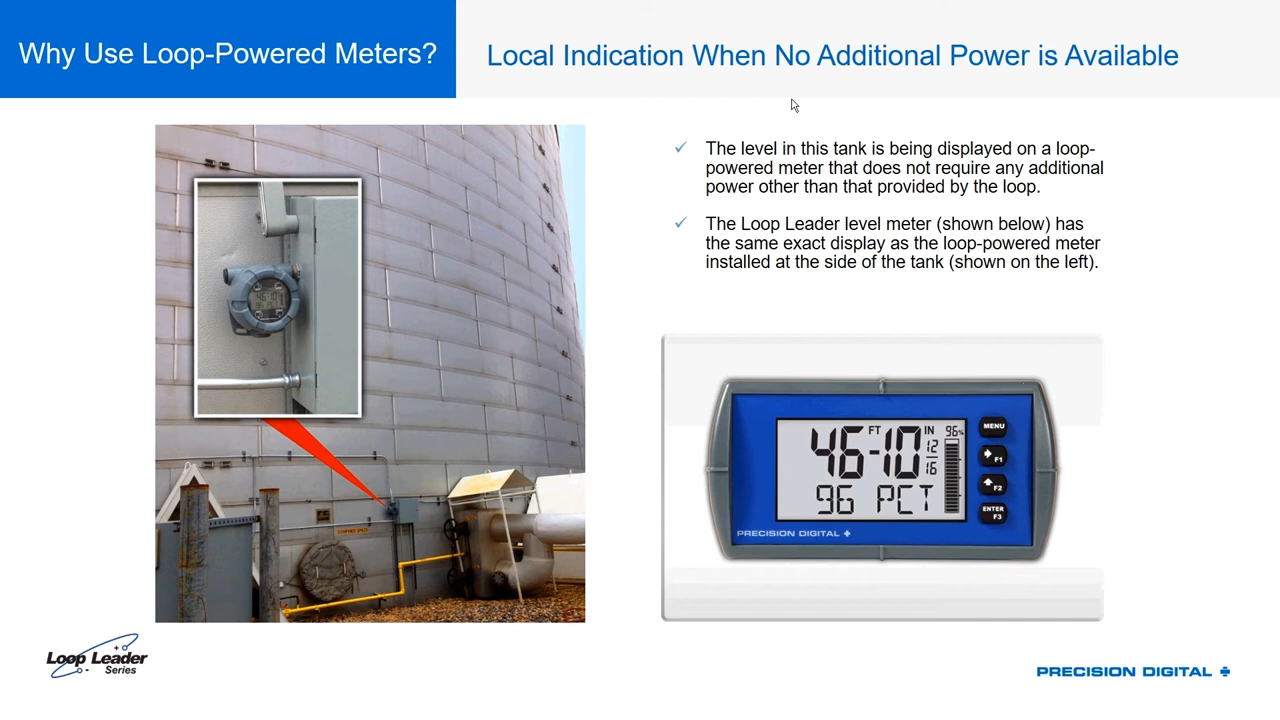 Why Use Loop-Powered Meters?
Local Indication When No Additional Power is Available
The level in this tank is being displayed on a loop-
powered meter that does not require any additional
power other than that provided by the loop.
The Loop Leader level meter (shown below) has
the same exact display as the loop-powered meter
installed at the side of the tank (shown on the left).
46-10
96 PCT
46 FT-10 IN 12/16 96%
96 PCT
MENU
F1
F2
ENTER
F3
PRECISION DIGITAL
Loop Leader
Series
PRECISION DIGITAL